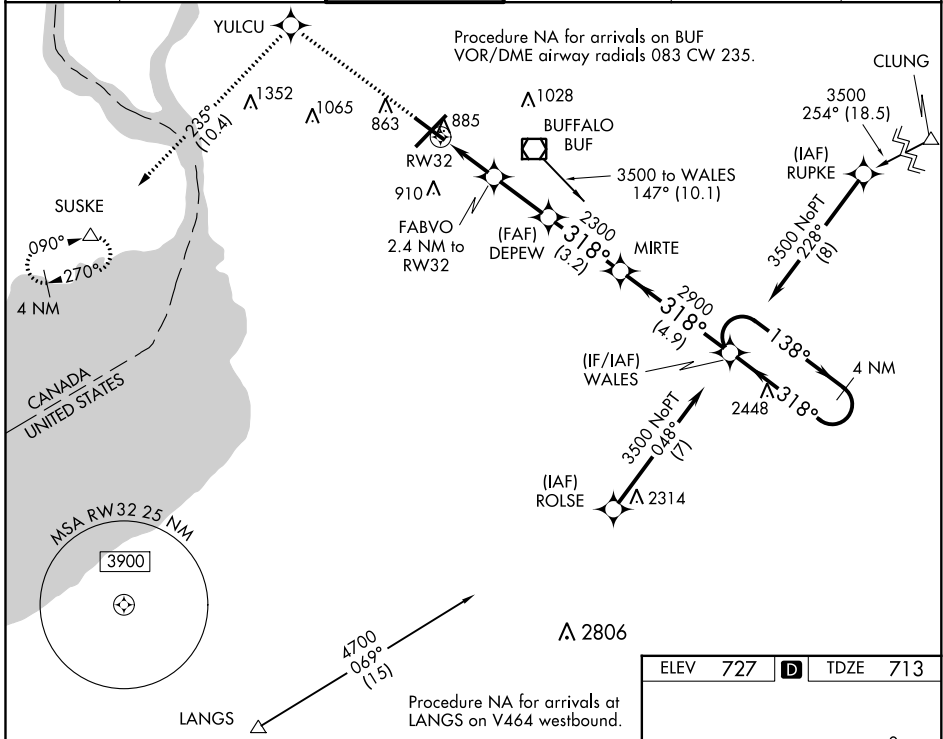 YULCU
Procedure NA for arrivals on BUF
VOR/DME airway radials 083 CW 235.
CLUNG
1352
1065
863
885
1028
3500
254° (18.5)
235°
(10.4)
BUFFALO
BUF
RW32
(IAF)
RUPKE
910
3500 to WALES
147° (10.1)
SUSKE
090°
270°
4 NM
FABVO
2.4 NM to
RW32
(FAF)
DEPEW
2300
318°
(3.2)
MIRTE
3500 NoPT
228°
(8)
2900
318°
(4.9)
138°
4 NM
(IF/IAF)
WALES
318°
2448
CANADA
UNITED STATES
3500 NoPT
048°
(7)
(IAF)
ROLSE
2314
MSA RW32 25 NM
3900
2806
4700
069°
(15)
ELEV 727 D TDZE 713
LANGS
Procedure NA for arrivals at
LANGS on V464 westbound.